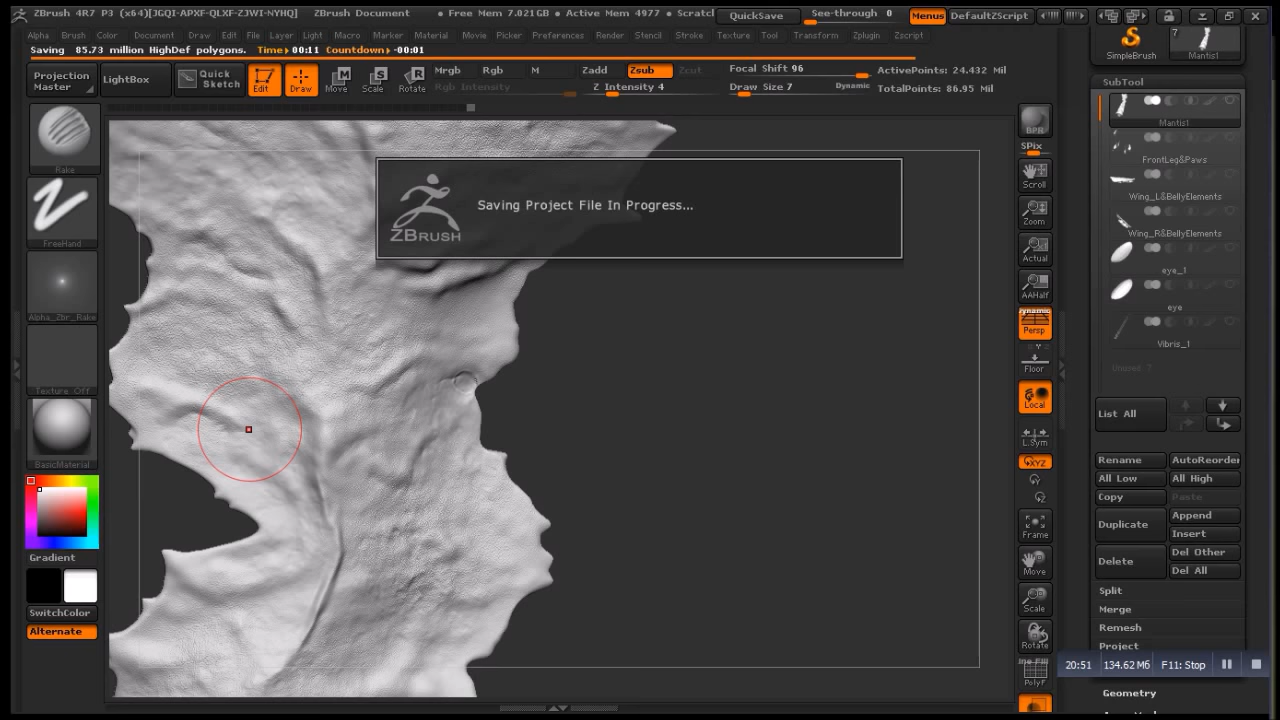 ZBrush 4R7 P3 (x64)[JGQI-APXF-QLXF-ZJWI-NYHQ] ZBrush Document • Free Mem 7.021GB • Active Mem 4977 • Scratcl QuickSave See-through 0 Menus DefaultZScript
Alpha Brush Color Document Draw Edit File Layer Light Macro Marker Material Movie Picker Preferences Render Stencil Stroke Texture Tool Transform Zplugin Zscript
Saving 85.73 million HighDef polygons. Time▸00:11 Countdown▸-00:01
Projection Master
LightBox
Quick Sketch
Edit
Draw
Move
Scale
Rotate
Mrgb Rgb M
Rgb Intensity
Zadd Zsub Zcut
Z Intensity 4
Focal Shift 96
Draw Size 7 Dynamic
ActivePoints: 24.432 Mil
TotalPoints: 86.95 Mil
Rake
FreeHand
Alpha_Zbr_Rake
Texture Off
BasicMaterial
Gradient
SwitchColor
Alternate
Saving Project File In Progress...
ZBRUSH
BPR
SPix
Scroll
Zoom
Actual
AAHalf
Dynamic
Persp
Floor
Local
L.Sym
XYZ
Y
Z
Frame
Move
Scale
Rotate
PolyF
SimpleBrush
7
Mantis1
SubTool
Mantis1
FrontLeg&Paws
Wing_L&BellyElements
Wing_R&BellyElements
eye_1
eye
Vibris_1
Unused 7
List All
Rename AutoReorder
All Low All High
Copy Paste
Duplicate
Append
Insert
Delete
Del Other
Del All
Split
Merge
Remesh
Project
20:51 134.62 Мб F11: Stop
Geometry